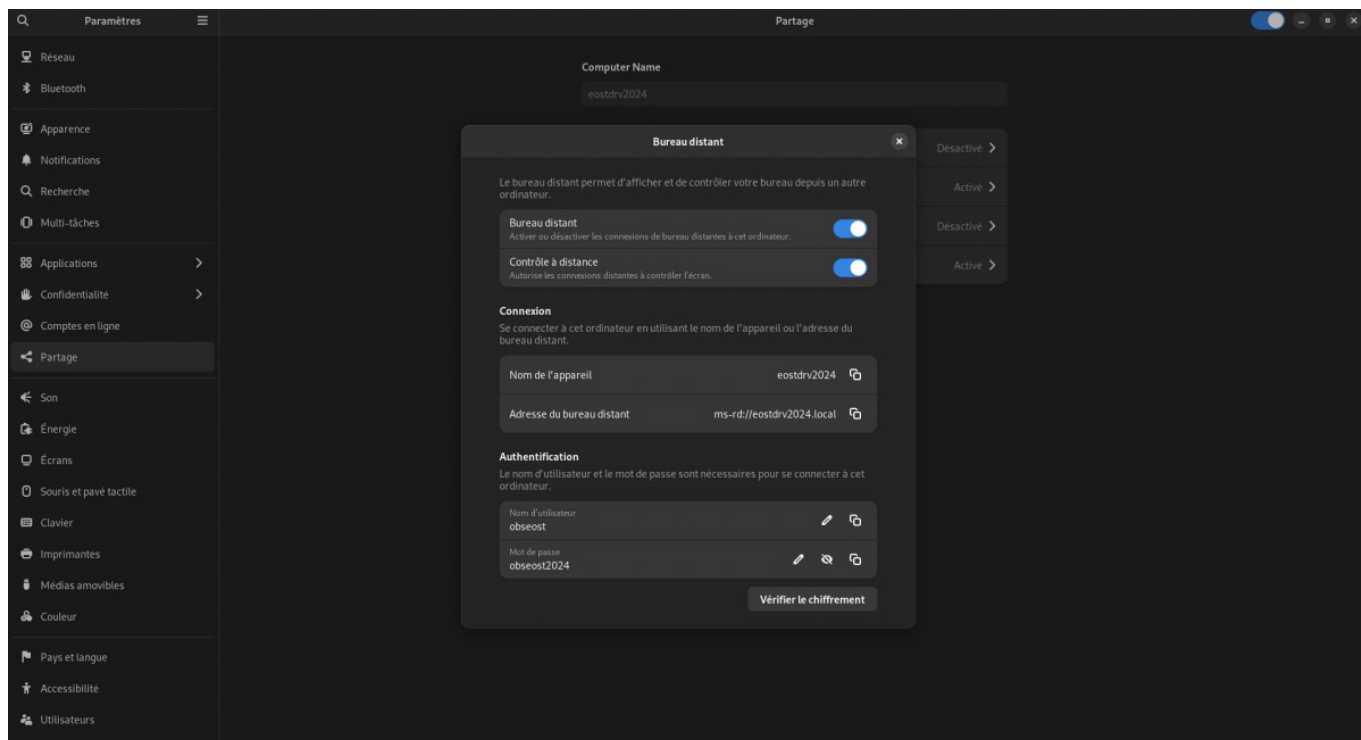 Paramètres
Partage
Réseau
Bluetooth
Apparence
Notifications
Recherche
Multi-tâches
Applications
Confidentialité
Comptes en ligne
Partage
Son
Énergie
Écrans
Souris et pavé tactile
Clavier
Imprimantes
Médias amovibles
Couleur
Pays et langue
Accessibilité
Utilisateurs
Computer Name
eostdrv2024
Désactivé
Activé
Désactivé
Activé
Bureau distant
Le bureau distant permet d'afficher et de contrôler votre bureau depuis un autre
ordinateur.
Bureau distant
Activer ou désactiver les connexions de bureau distantes à cet ordinateur.
Contrôle à distance
Autorise les connexions distantes à contrôler l'écran.
Connexion
Se connecter à cet ordinateur en utilisant le nom de l'appareil ou l'adresse du
bureau distant.
Nom de l'appareil eostdrv2024
Adresse du bureau distant ms-rd://eostdrv2024.local
Authentification
Le nom d'utilisateur et le mot de passe sont nécessaires pour se connecter à cet
ordinateur.
Nom d'utilisateur
obseost
Mot de passe
obseost2024
Vérifier le chiffrement